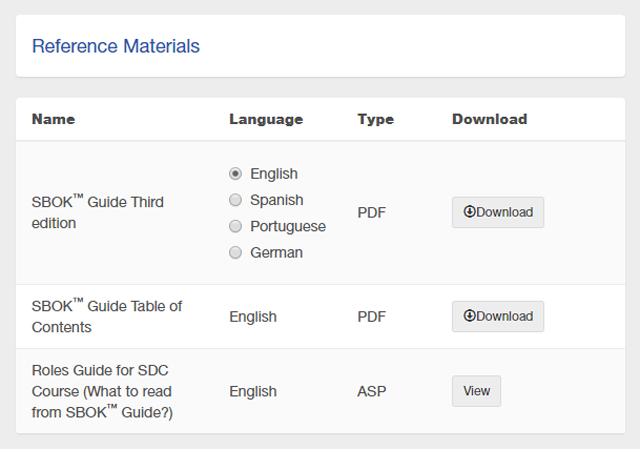 Reference Materials
Name Language Type Download
SBOK™ Guide Third
edition
English
Spanish
Portuguese
German
PDF
Download
SBOK™ Guide Table of
Contents
English
PDF
Download
Roles Guide for SDC
Course (What to read
from SBOK™ Guide?)
English
ASP
View